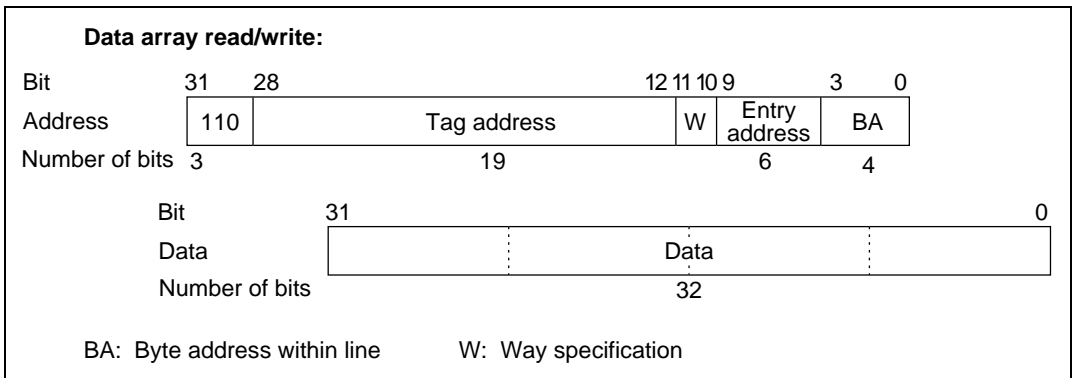 Data array read/write:
Bit 31 28 12 11 10 9 3 0
Address 110 Tag address W Entry address BA
Number of bits 3 19 6 4
Bit 31 0
Data Data
Number of bits 32
BA: Byte address within line W: Way specification